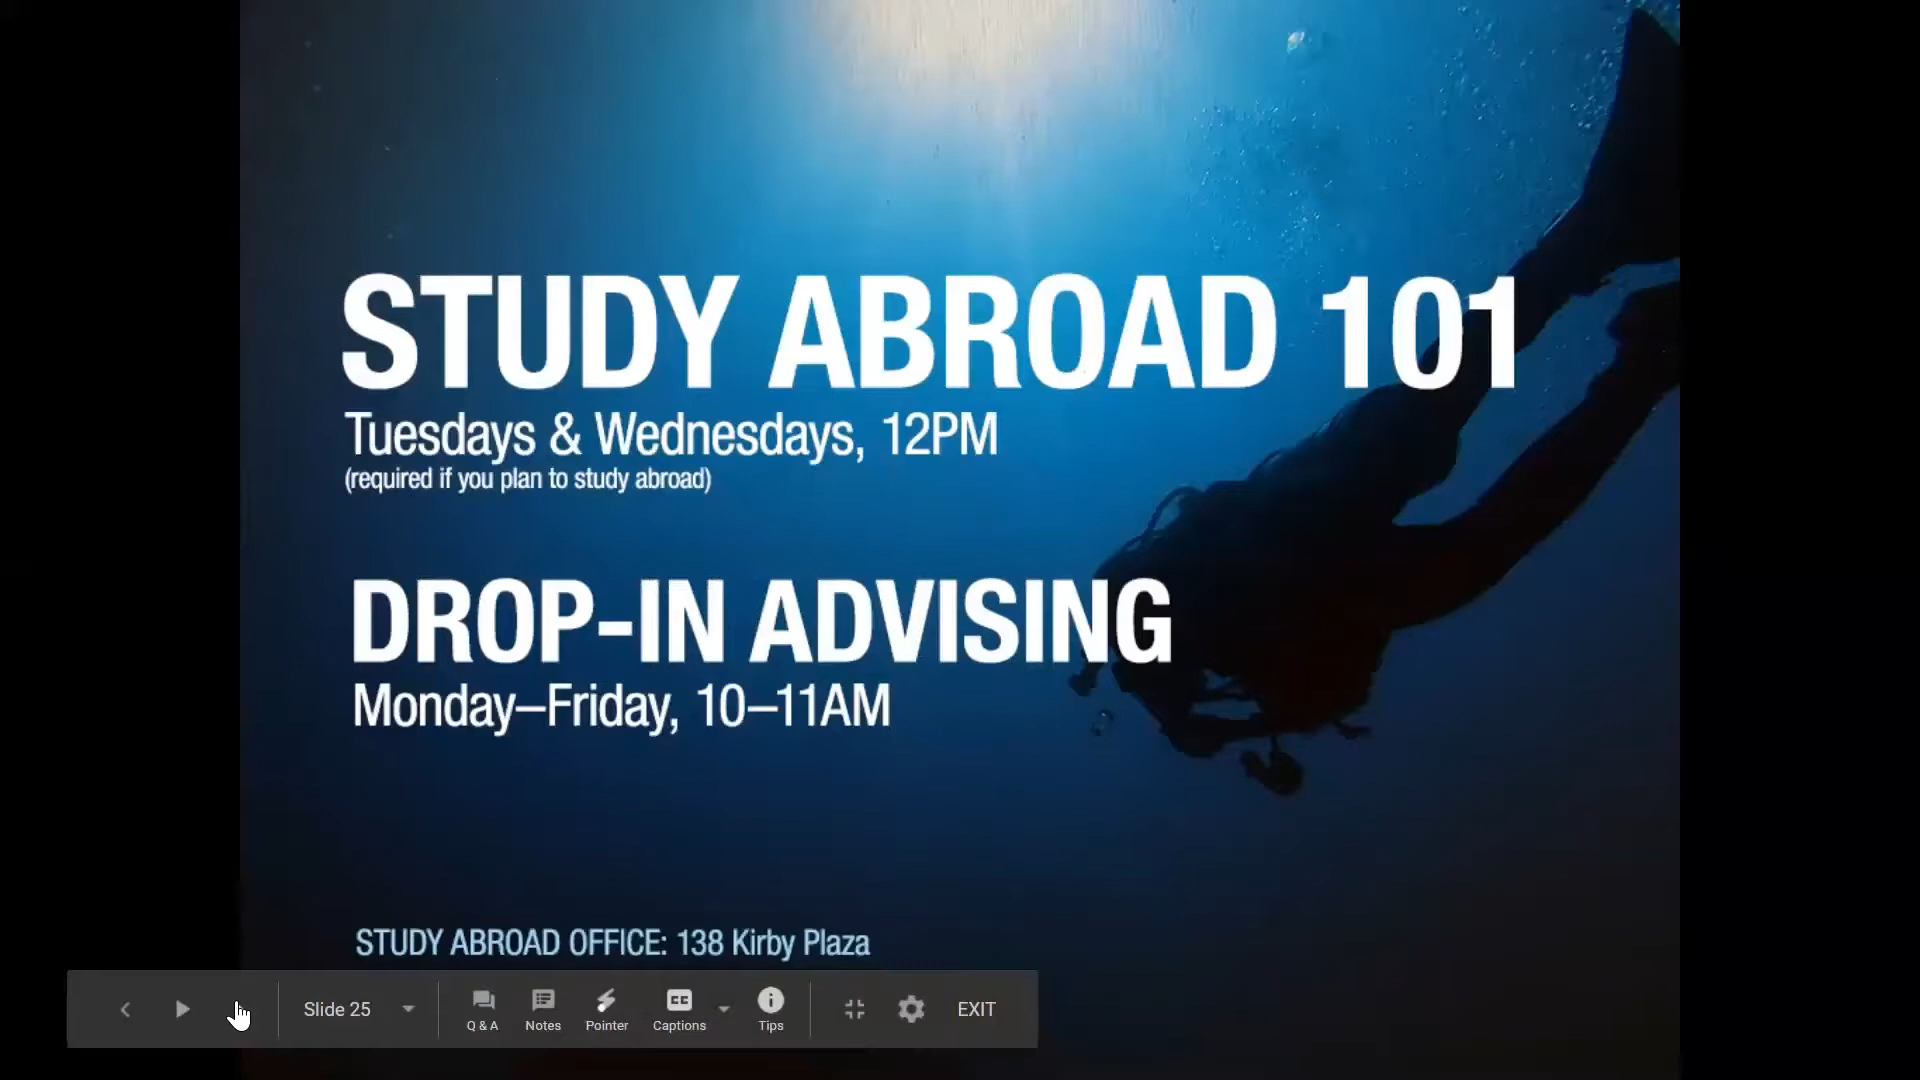 STUDY ABROAD 101
Tuesdays & Wednesdays, 12PM
(required if you plan to study abroad)
DROP-IN ADVISING
Monday–Friday, 10–11AM
STUDY ABROAD OFFICE: 138 Kirby Plaza
Slide 25
Q & A
Notes
Pointer
CC
Captions
Tips
EXIT